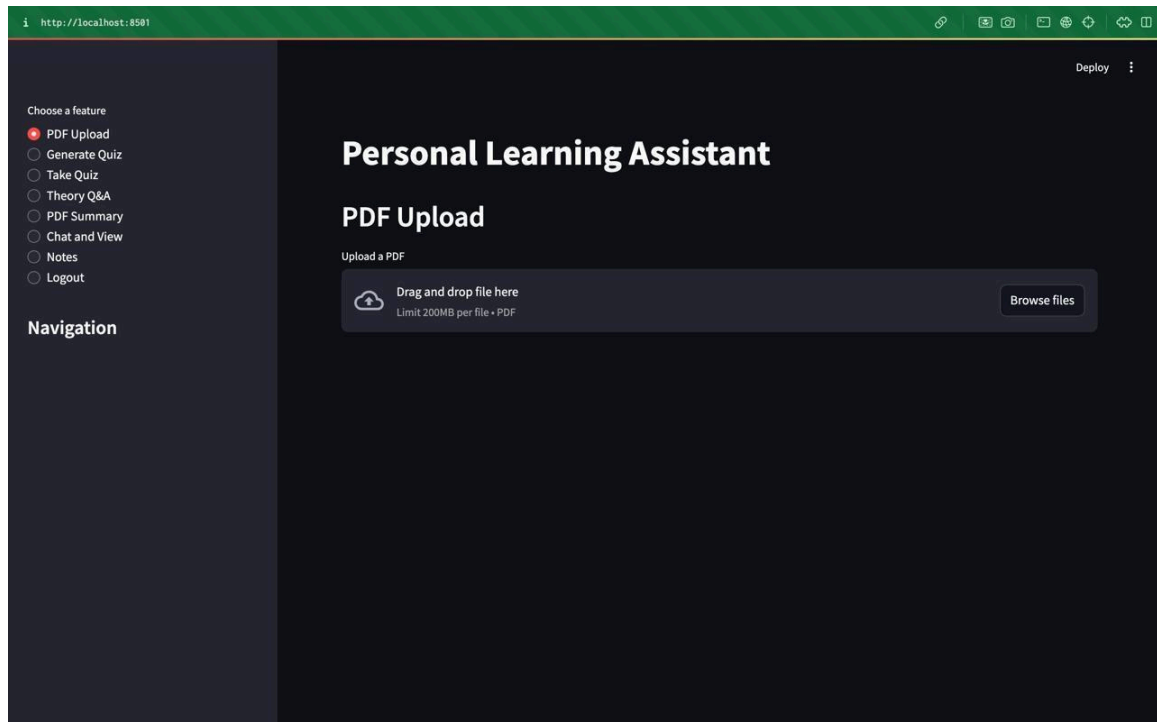 i http://localhost:8501
Deploy
Choose a feature
PDF Upload
Generate Quiz
Take Quiz
Theory Q&A
PDF Summary
Chat and View
Notes
Logout
Navigation
Personal Learning Assistant
PDF Upload
Upload a PDF
Drag and drop file here
Limit 200MB per file • PDF
Browse files